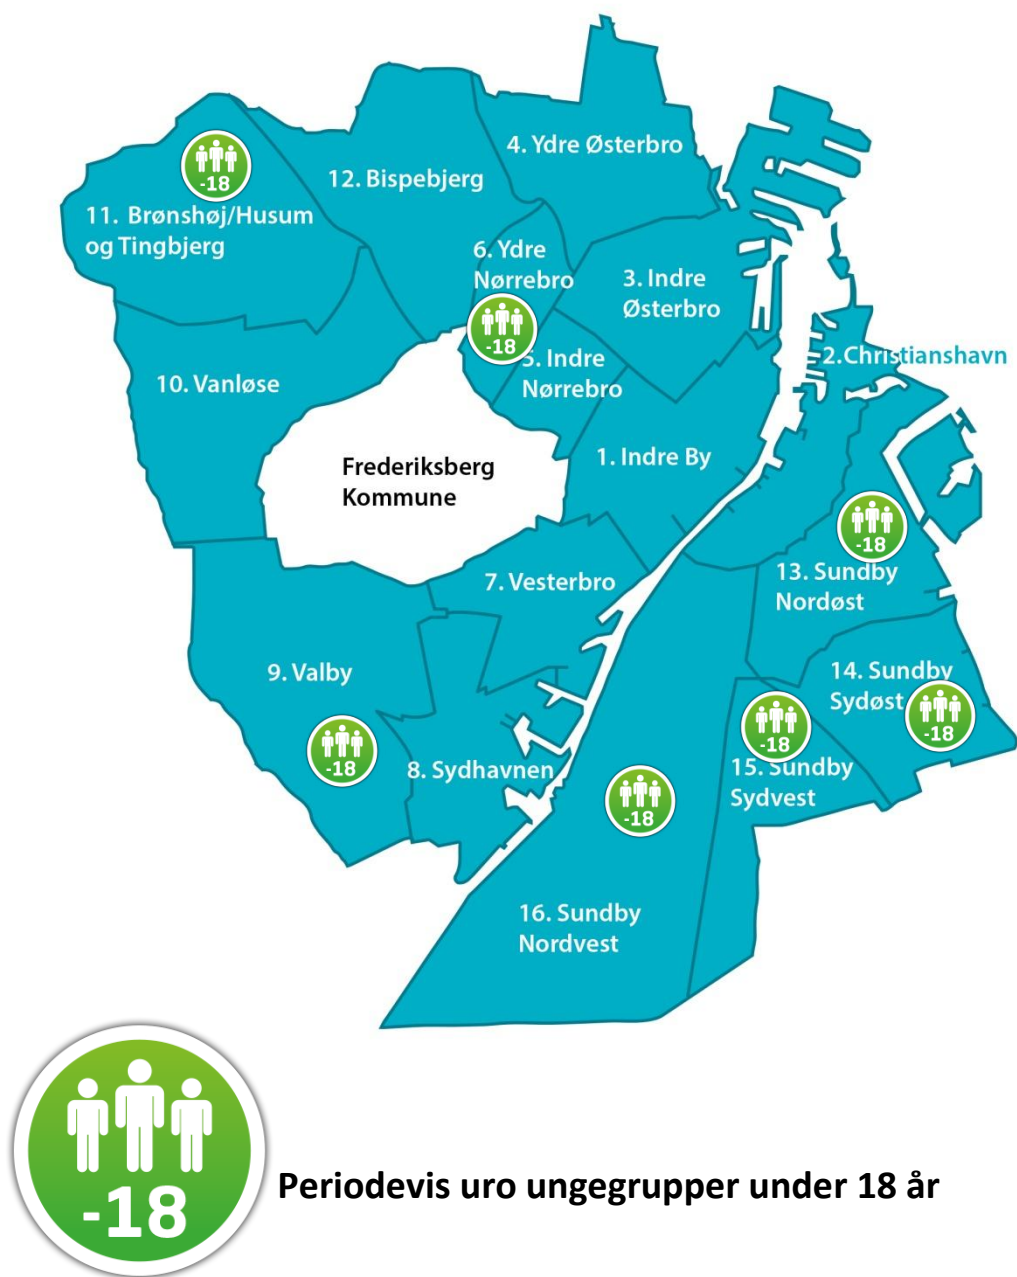 4. Ydre Østerbro
12. Bispebjerg
-18
11. Brønshøj/Husum
og Tingbjerg
6. Ydre
Nørrebro
3. Indre
Østerbro
-18
2.Christianshavn
5. Indre
Nørrebro
10. Vanløse
1. Indre By
Frederiksberg
Kommune
-18
13. Sundby
Nordøst
7. Vesterbro
9. Valby
14. Sundby
Sydøst
-18
-18
-18
8. Sydhavnen
15. Sundby
Sydvest
-18
16. Sundby
Nordvest
-18
Periodevis uro ungegrupper under 18 år